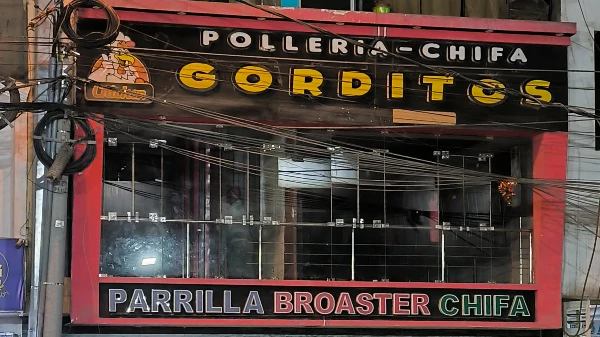 POLLERIA-CHIFA
GORDITOS
PARRILLA BROASTER CHIFA